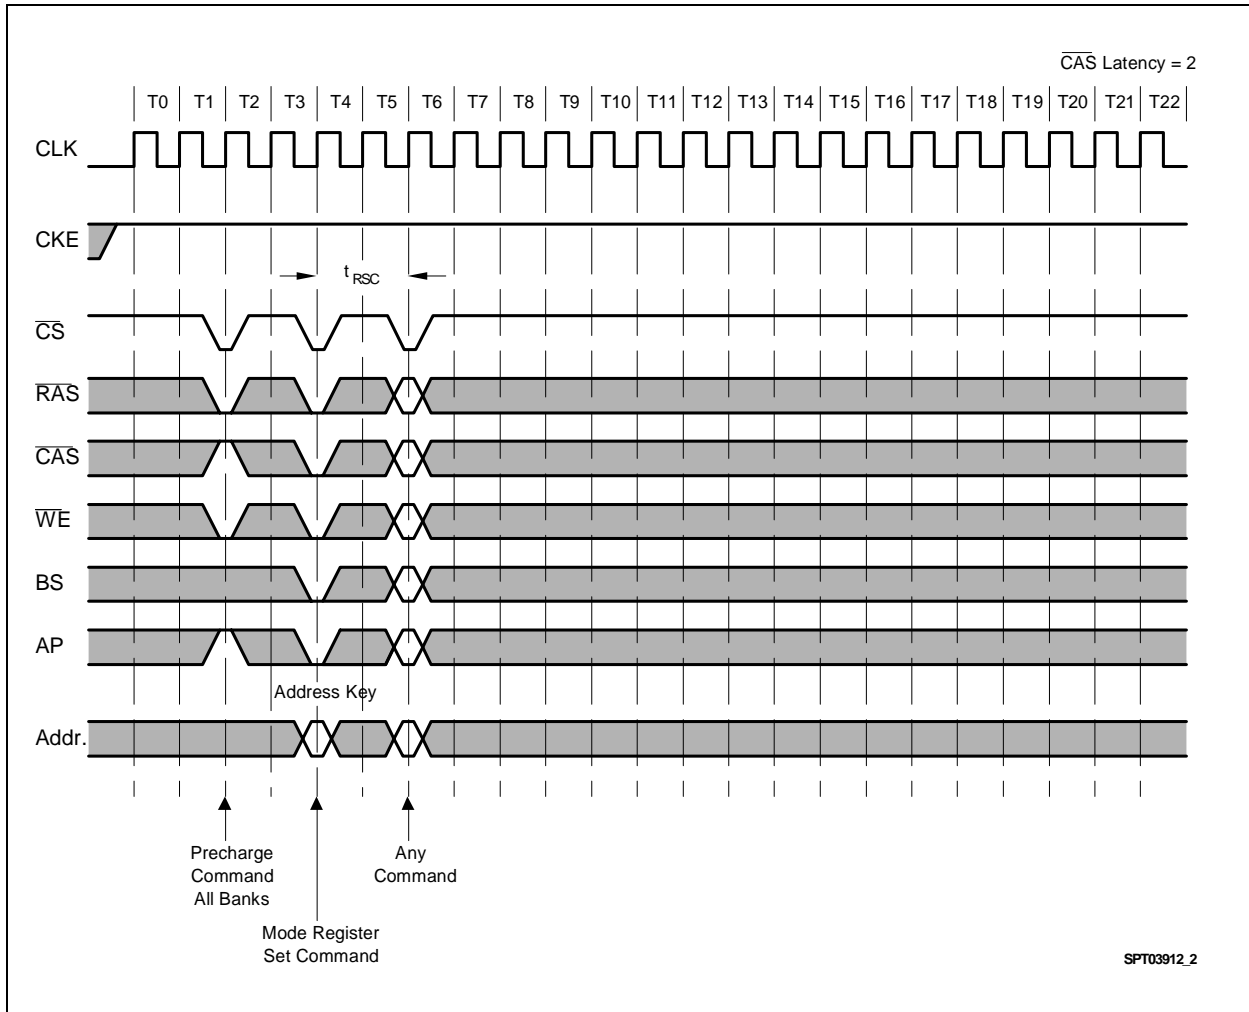 CAS Latency = 2
T0 T1 T2 T3 T4 T5 T6 T7 T8 T9 T10 T11 T12 T13 T14 T15 T16 T17 T18 T19 T20 T21 T22
CLK
CKE
t RSC
CS
RAS
CAS
WE
BS
AP
Address Key
Addr.
Precharge
Command
All Banks
Any
Command
Mode Register
Set Command
SPT03912_2